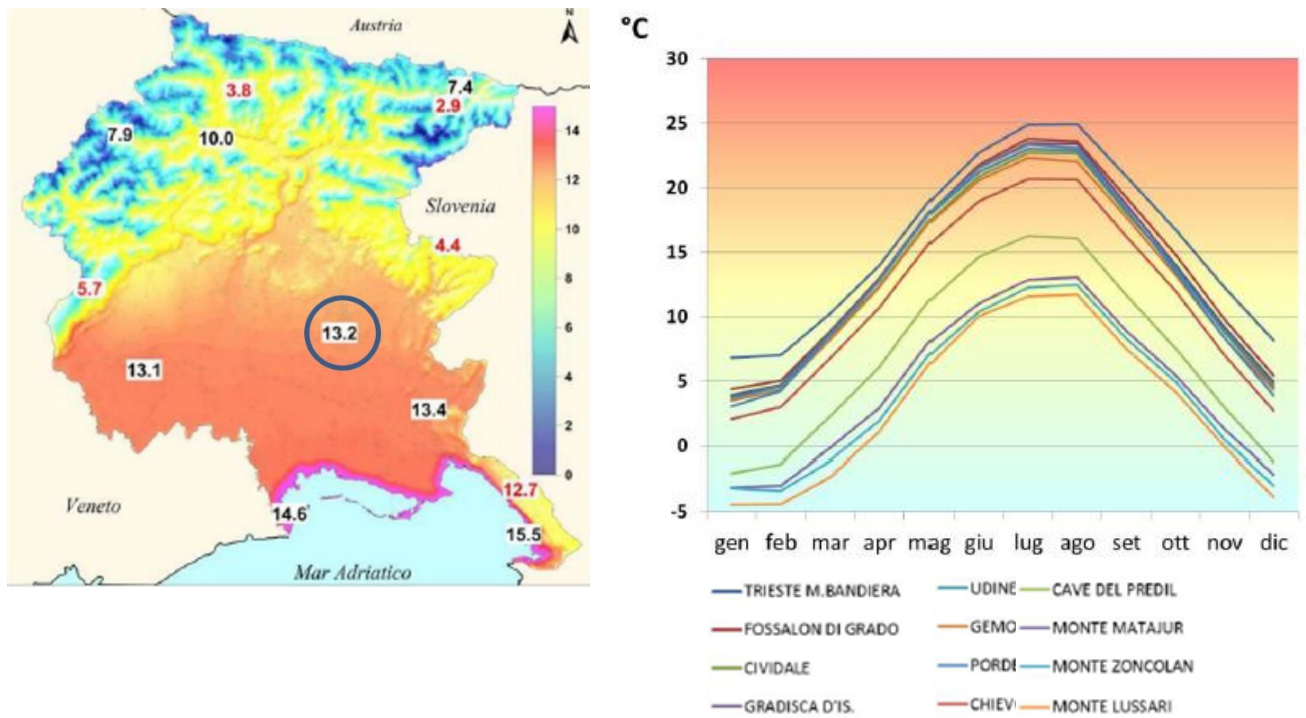 Austria
N
3.8
7.4
2.9
7.9
10.0
14
12
10
8
6
4
2
0
Slovenia
4.4
5.7
13.2
13.1
13.4
12.7
14.6
15.5
Veneto
Mar Adriatico
°C
30
25
20
15
10
5
0
-5
gen feb mar apr mag giu lug ago set ott nov dic
TRIESTE M.BANDIERA UDINE CAVE DEL PREDIL
FOSSALON DI GRADO GEMO MONTE MATAJUR
CIVIDALE PORDE MONTE ZONCOLAN
GRADISCA D'IS. CHIEV MONTE LUSSARI